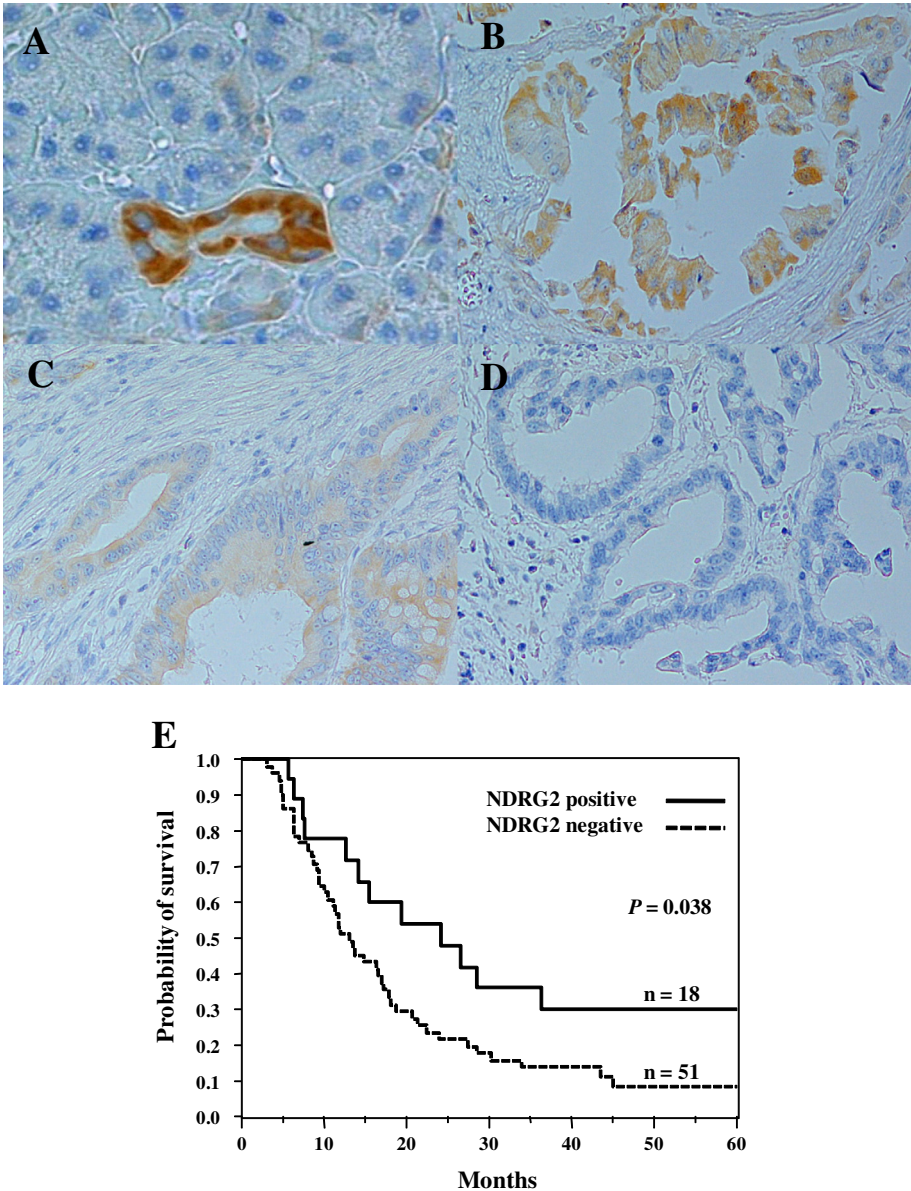 A
B
C
D
E
1.0
0.9
0.8
0.7
0.6
0.5
0.4
0.3
0.2
0.1
0.0
Probability of survival
NDRG2 positive
NDRG2 negative
P = 0.038
n = 18
n = 51
0 10 20 30 40 50 60
Months